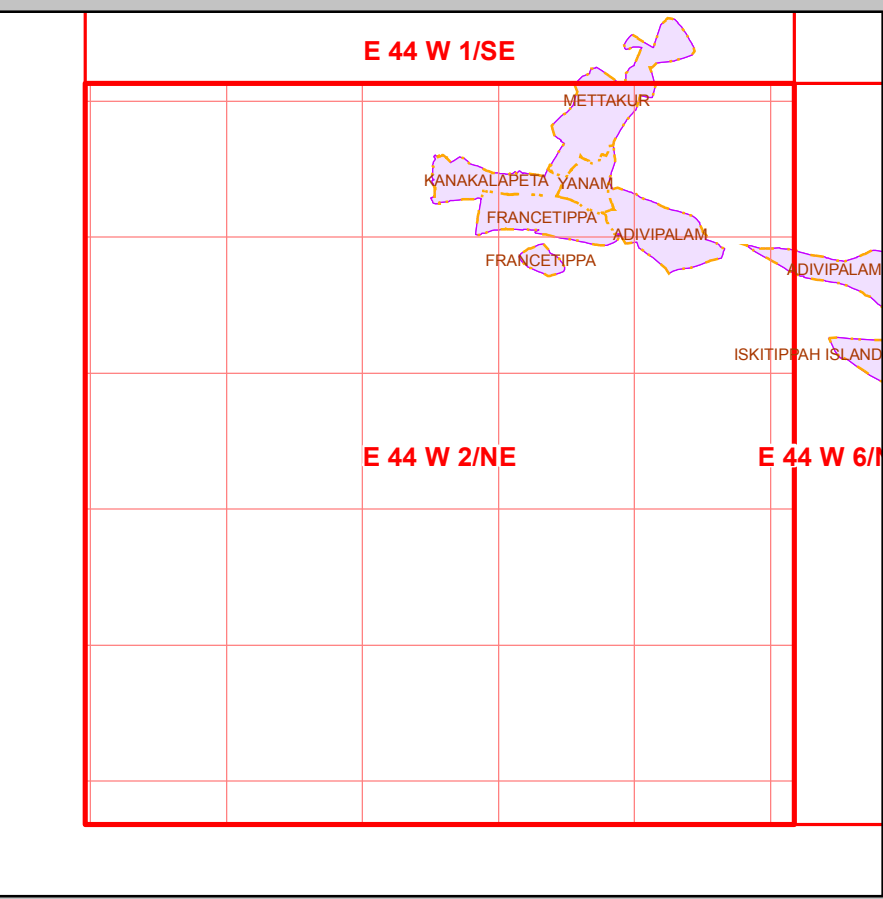 E 44 W 1/SE
METTAKUR
KANAKALAPETA
YANAM
FRANCETIPPA
ADIVIPALAM
FRANCETIPPA
ADIVIPALAM
ISKITIPPAH ISLAND
E 44 W 2/NE
E 44 W 6/